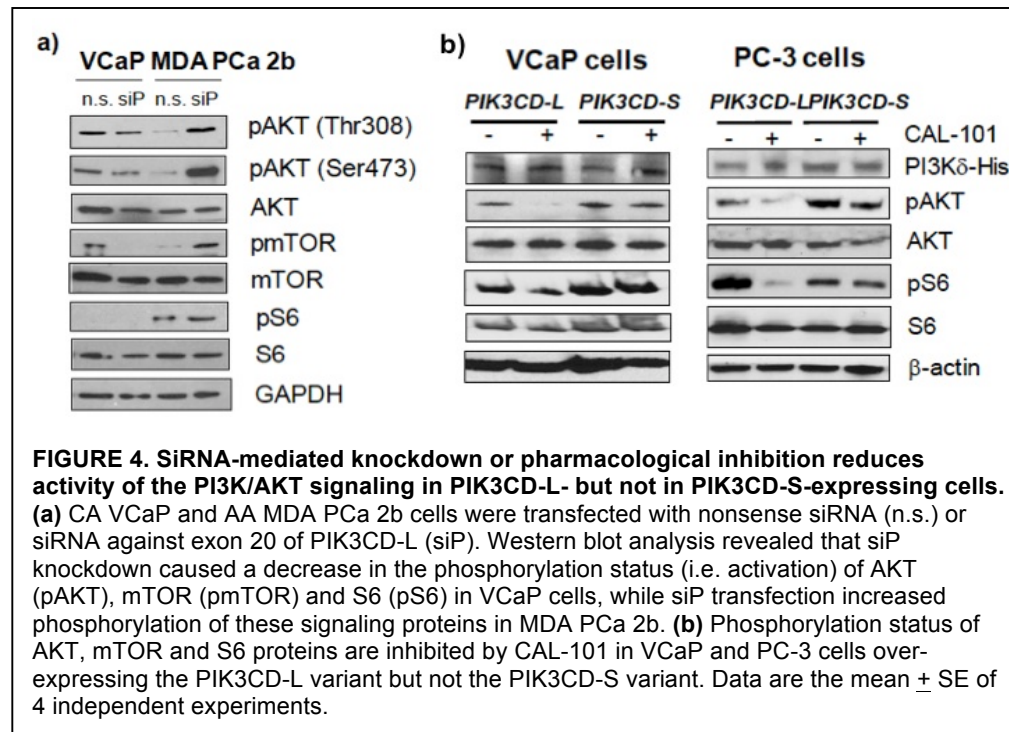 a)
VCaP MDA PCa 2b
n.s. siP n.s. siP
pAKT (Thr308)
pAKT (Ser473)
AKT
pmTOR
mTOR
pS6
S6
GAPDH
b)
VCaP cells PC-3 cells
PIK3CD-L PIK3CD-S PIK3CD-LPIK3CD-S
- + - + - + - + CAL-101
PI3Kδ-His
pAKT
AKT
pS6
S6
β-actin
FIGURE 4. SiRNA-mediated knockdown or pharmacological inhibition reduces
activity of the PI3K/AKT signaling in PIK3CD-L- but not in PIK3CD-S-expressing cells.
(a) CA VCaP and AA MDA PCa 2b cells were transfected with nonsense siRNA (n.s.) or
siRNA against exon 20 of PIK3CD-L (siP). Western blot analysis revealed that siP
knockdown caused a decrease in the phosphorylation status (i.e. activation) of AKT
(pAKT), mTOR (pmTOR) and S6 (pS6) in VCaP cells, while siP transfection increased
phosphorylation of these signaling proteins in MDA PCa 2b. (b) Phosphorylation status of
AKT, mTOR and S6 proteins are inhibited by CAL-101 in VCaP and PC-3 cells over-
expressing the PIK3CD-L variant but not the PIK3CD-S variant. Data are the mean ± SE of
4 independent experiments.